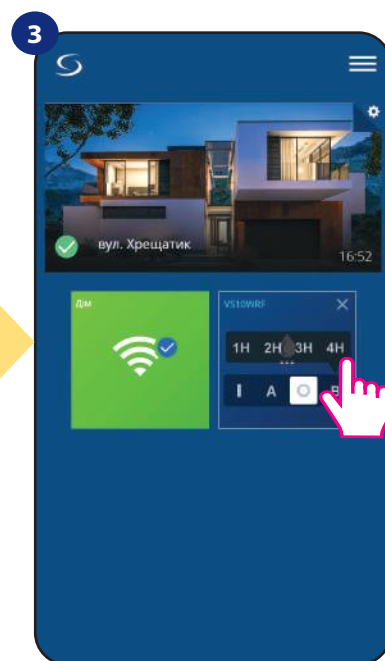 3
вул. Хрещатик
16:52
Дім
VS10WRF
1H 2H 3H 4H
I A O